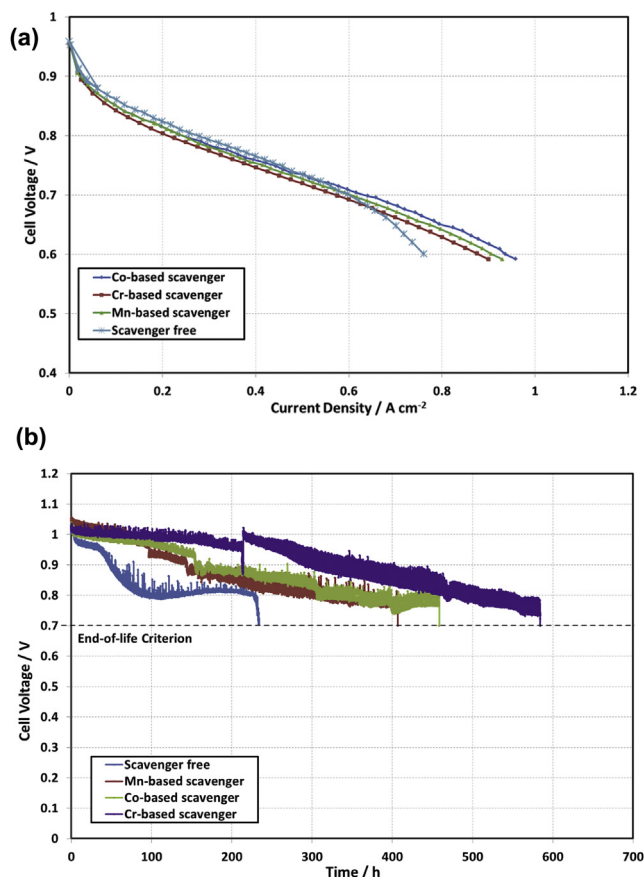 (a)
1
0.9
0.8
0.7
0.6
0.5
0.4
Cell Voltage / V
Co-based scavenger
Cr-based scavenger
Mn-based scavenger
Scavenger free
0 0.2 0.4 0.6 0.8 1 1.2
Current Density / A cm⁻²
(b)
1.2
1.1
1
0.9
0.8
0.7
0.6
0.5
0.4
0.3
0.2
0.1
0
Cell Voltage / V
End-of-life Criterion
Scavenger free
Mn-based scavenger
Co-based scavenger
Cr-based scavenger
0 100 200 300 400 500 600 700
Time / h